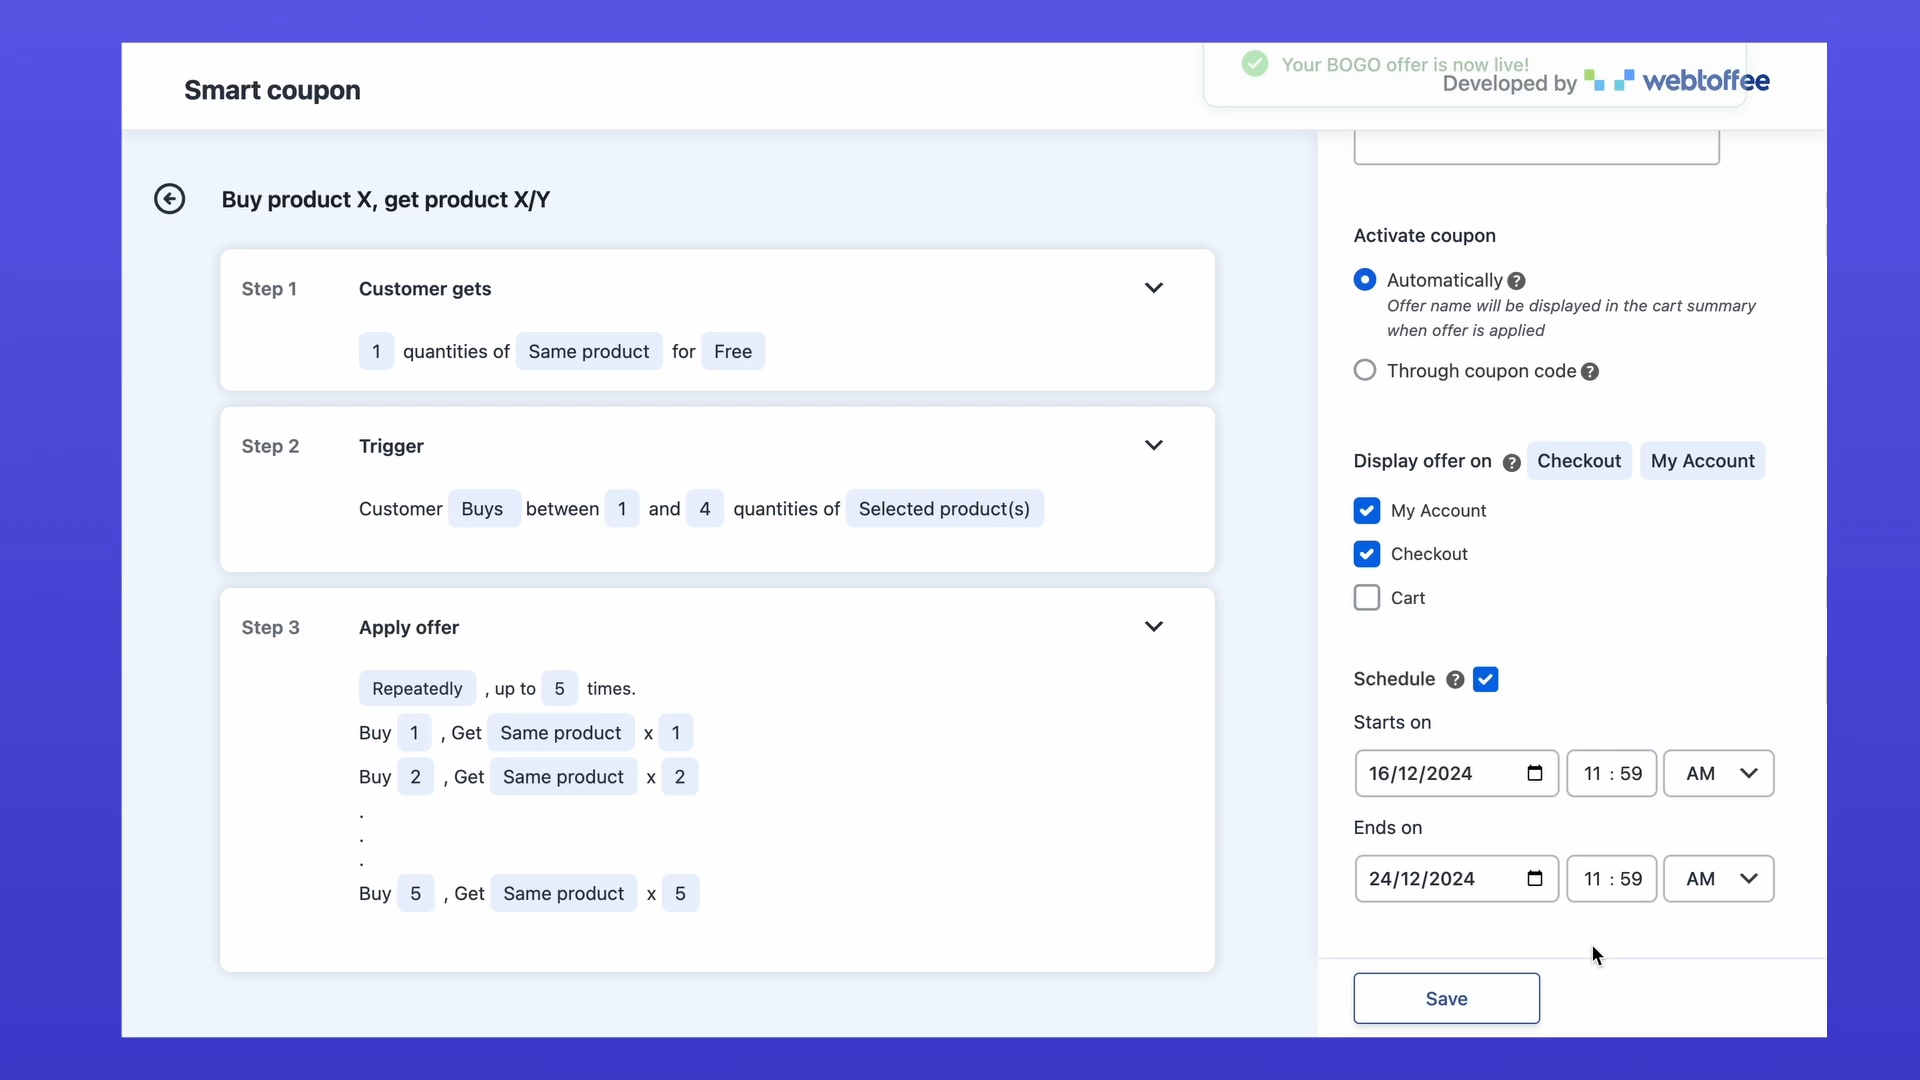 Smart coupon
Your BOGO offer is now live!
Developed by webtoffee
Buy product X, get product X/Y
Step 1 Customer gets
1 quantities of Same product for Free
Step 2 Trigger
Customer Buys between 1 and 4 quantities of Selected product(s)
Step 3 Apply offer
Repeatedly , up to 5 times.
Buy 1 , Get Same product x 1
Buy 2 , Get Same product x 2
.
.
.
Buy 5 , Get Same product x 5
Activate coupon
Automatically ?
Offer name will be displayed in the cart summary
when offer is applied
Through coupon code ?
Display offer on ? Checkout My Account
My Account
Checkout
Cart
Schedule ?
Starts on
16/12/2024 11 : 59 AM
Ends on
24/12/2024 11 : 59 AM
Save